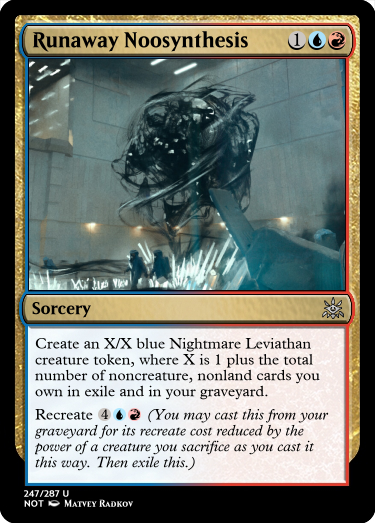 Runaway Noosynthesis 1
Sorcery
Create an X/X blue Nightmare Leviathan
creature token, where X is 1 plus the total
number of noncreature, nonland cards you
own in exile and in your graveyard.
Recreate 4 (You may cast this from your
graveyard for its recreate cost reduced by the
power of a creature you sacrifice as you cast it
this way. Then exile this.)
247/287 U
NOT Matvey Radkov